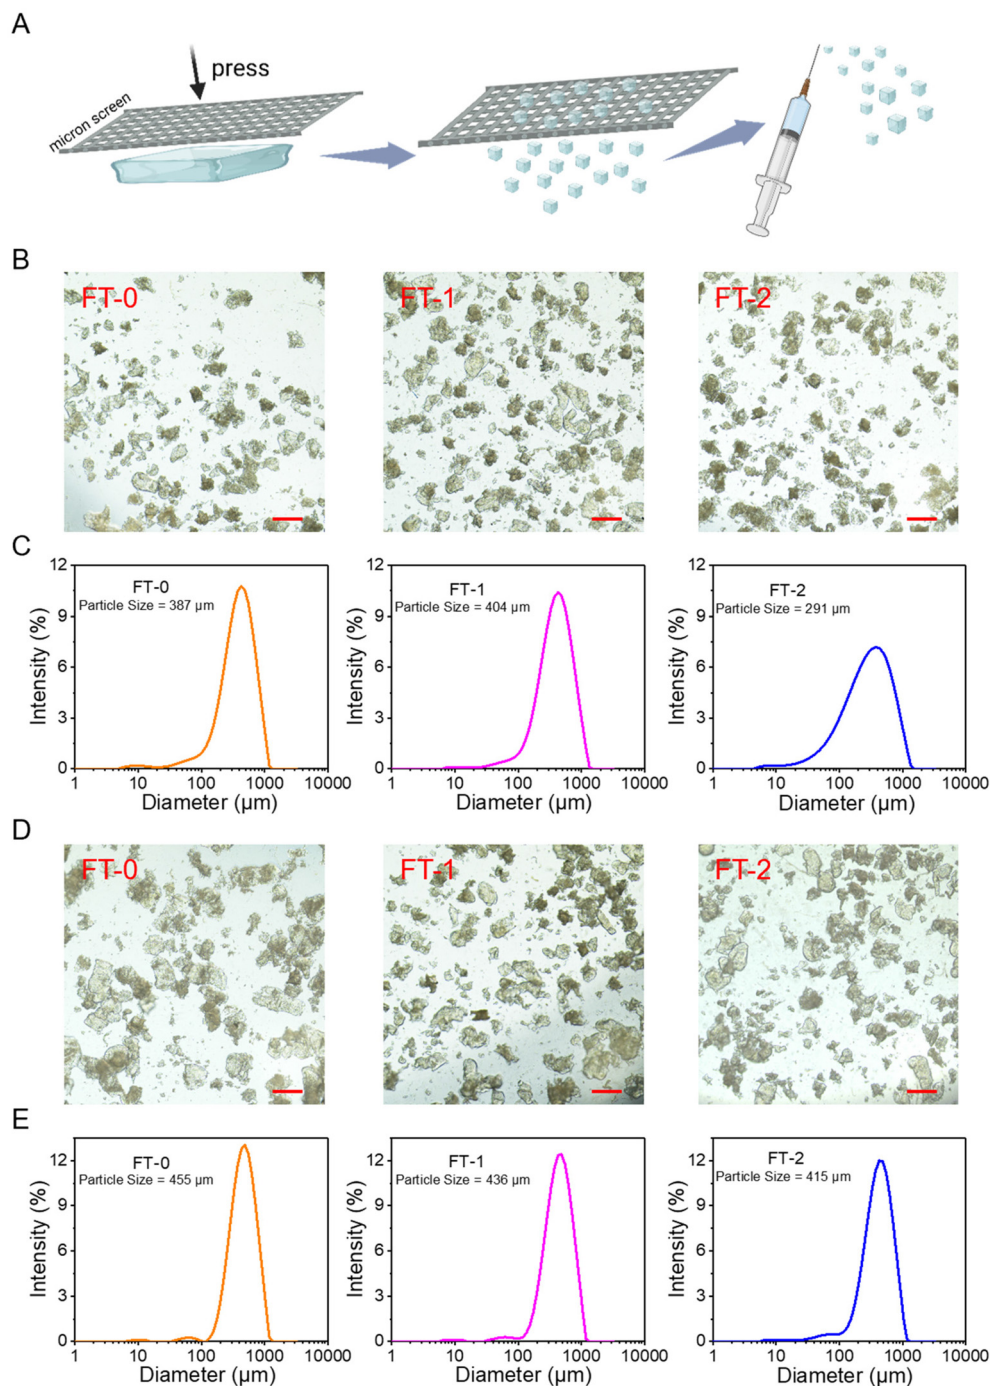 A
press
micron screen
B
FT-0
FT-1
FT-2
C
12
9
6
3
0
Intensity (%)
FT-0
Particle Size = 387 µm
1
10
100
1000
10000
Diameter (µm)
12
9
6
3
0
Intensity (%)
FT-1
Particle Size = 404 µm
1
10
100
1000
10000
Diameter (µm)
12
9
6
3
0
Intensity (%)
FT-2
Particle Size = 291 µm
1
10
100
1000
10000
Diameter (µm)
D
FT-0
FT-1
FT-2
E
12
9
6
3
0
Intensity (%)
FT-0
Particle Size = 455 µm
1
10
100
1000
10000
Diameter (µm)
12
9
6
3
0
Intensity (%)
FT-1
Particle Size = 436 µm
1
10
100
1000
10000
Diameter (µm)
12
9
6
3
0
Intensity (%)
FT-2
Particle Size = 415 µm
1
10
100
1000
10000
Diameter (µm)